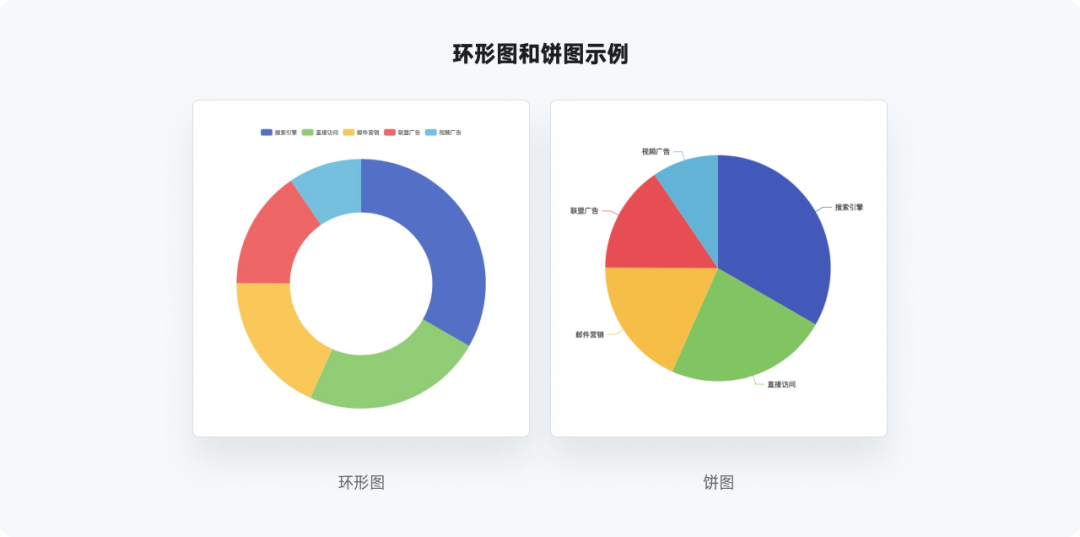 环形图和饼图示例
搜索引擎 直接访问 邮件营销 联盟广告 视频广告
视频广告
搜索引擎
联盟广告
邮件营销
直接访问
环形图
饼图